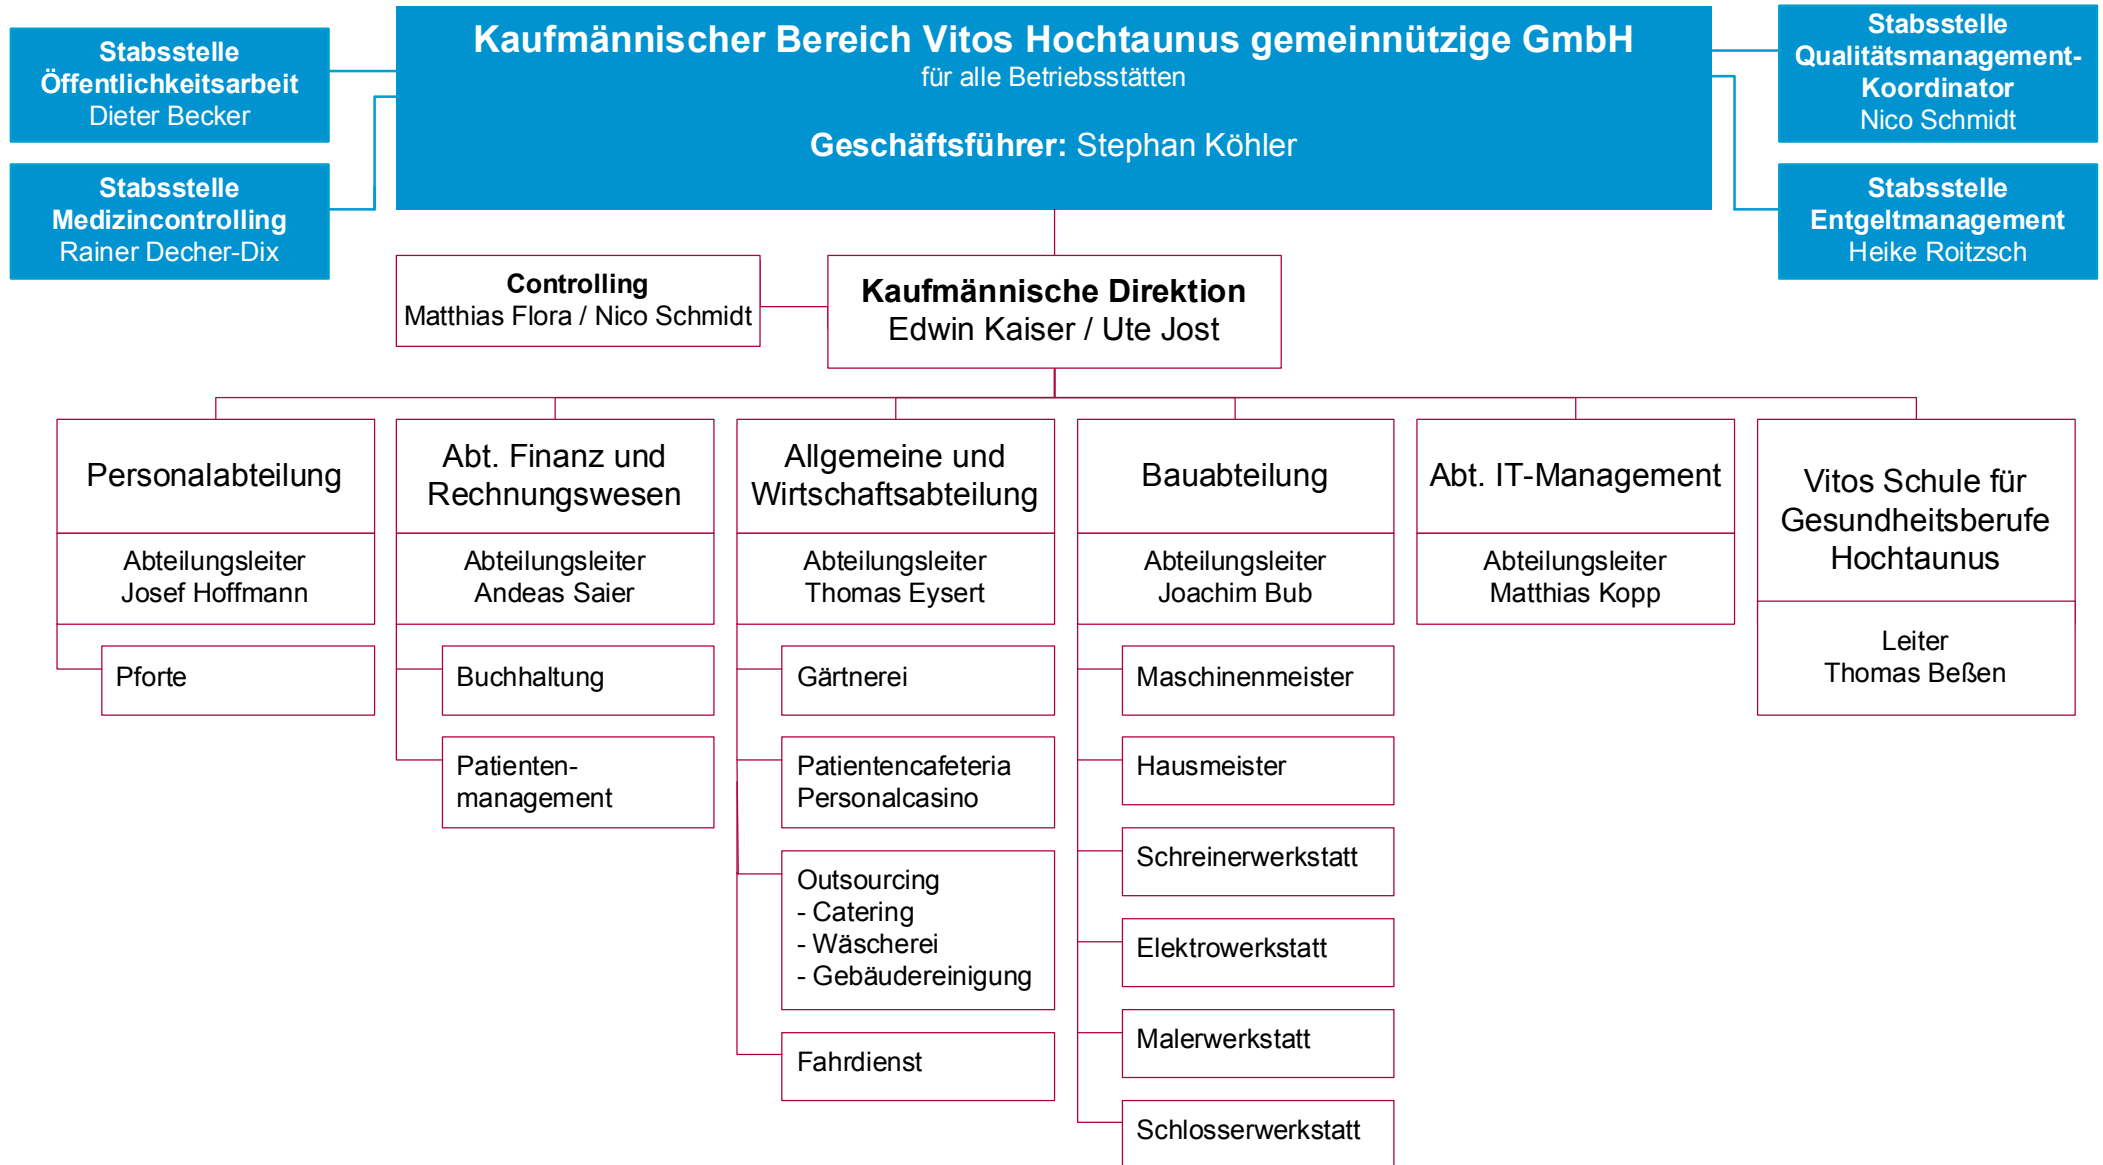 Kaufmännischer Bereich Vitos Hochtaunus gemeinnützige GmbH
für alle Betriebsstätten
Geschäftsführer: Stephan Köhler
Stabsstelle
Öffentlichkeitsarbeit
Dieter Becker
Stabsstelle
Medizincontrolling
Rainer Decher-Dix
Stabsstelle
Qualitätsmanagement-
Koordinator
Nico Schmidt
Stabsstelle
Entgeltmanagement
Heike Roitzsch
Controlling
Matthias Flora / Nico Schmidt
Kaufmännische Direktion
Edwin Kaiser / Ute Jost
Personalabteilung
Abteilungsleiter
Josef Hoffmann
Pforte
Abt. Finanz und
Rechnungswesen
Abteilungsleiter
Andeas Saier
Buchhaltung
Patienten-
management
Allgemeine und
Wirtschaftsabteilung
Abteilungsleiter
Thomas Eysert
Gärtnerei
Patientencafeteria
Personalcasino
Outsourcing
- Catering
- Wäscherei
- Gebäudereinigung
Fahrdienst
Bauabteilung
Abteilungsleiter
Joachim Bub
Maschinenmeister
Hausmeister
Schreinerwerkstatt
Elektrowerkstatt
Malerwerkstatt
Schlosserwerkstatt
Abt. IT-Management
Abteilungsleiter
Matthias Kopp
Vitos Schule für
Gesundheitsberufe
Hochtaunus
Leiter
Thomas Beßen